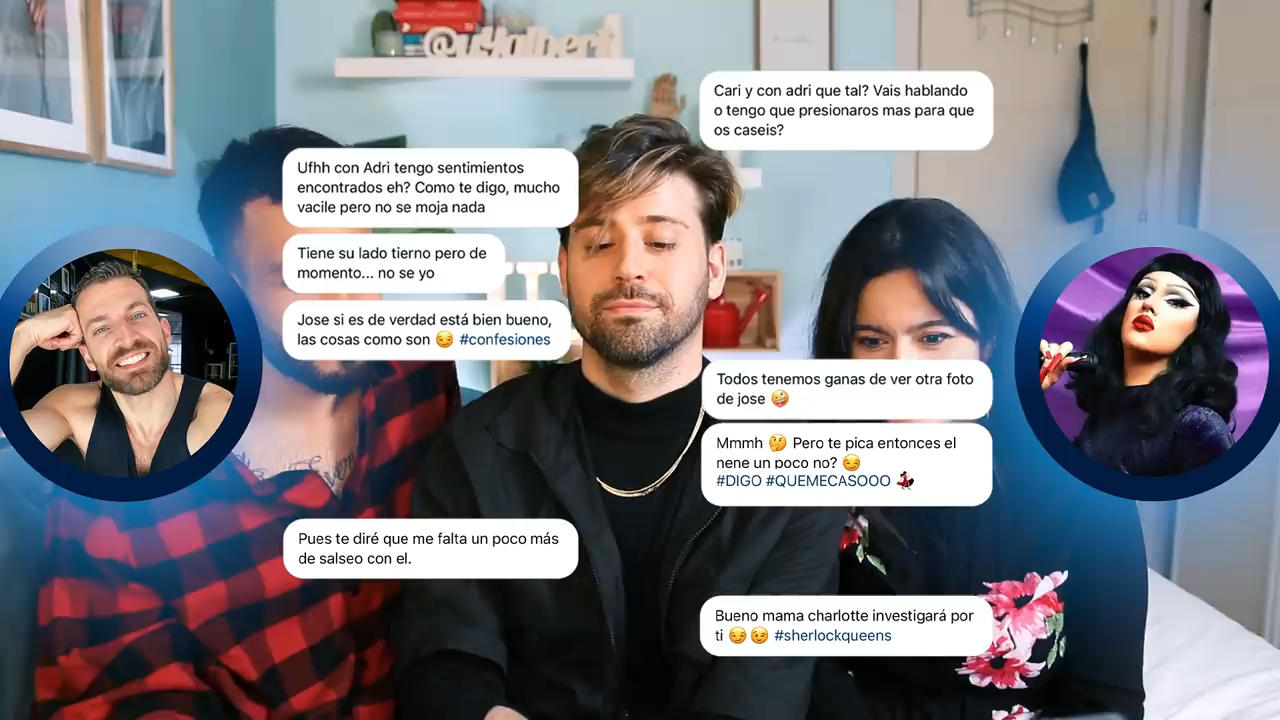 @uyalberti
Cari y con adri que tal? Vais hablando
o tengo que presionaros mas para que
os caseis?
Ufhh con Adri tengo sentimientos
encontrados eh? Como te digo, mucho
vacile pero no se moja nada
Tiene su lado tierno pero de
momento... no se yo
Jose si es de verdad esta bien bueno,
las cosas como son 😏 #confesiones
Todos tenemos ganas de ver otra foto
de jose 🤪
Mmmh 🤔 Pero te pica entonces el
nene un poco no? 😏
#DIGO #QUEMECASOOO 💃
Pues te diré que me falta un poco más
de salseo con el.
Bueno mama charlotte investigará por
ti 😏😉 #sherlockqueens